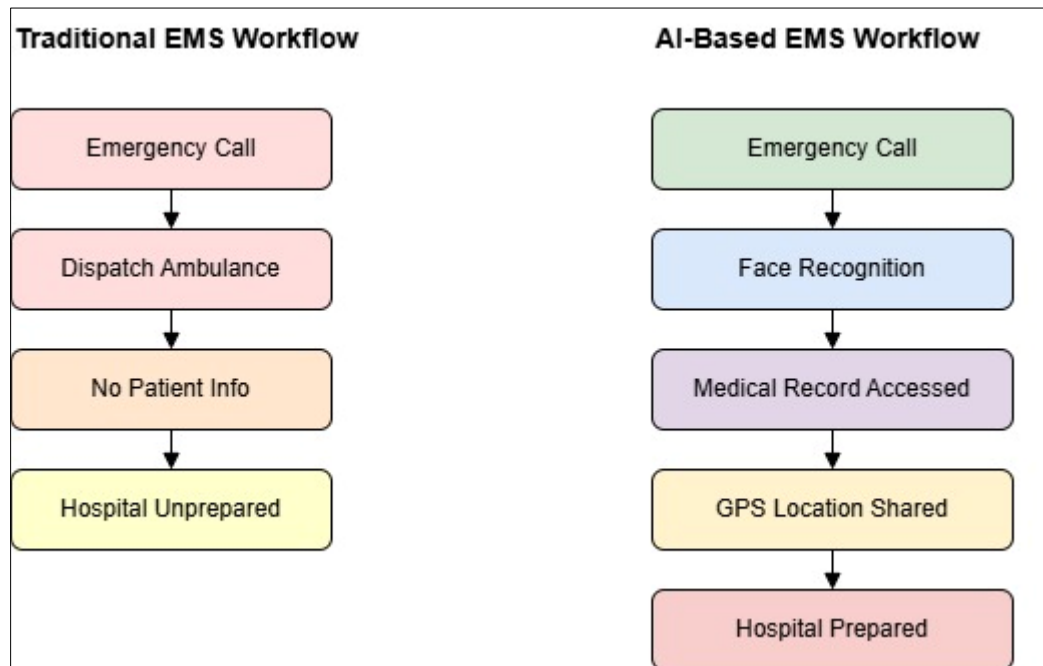 Traditional EMS Workflow
Emergency Call
Dispatch Ambulance
No Patient Info
Hospital Unprepared
AI-Based EMS Workflow
Emergency Call
Face Recognition
Medical Record Accessed
GPS Location Shared
Hospital Prepared